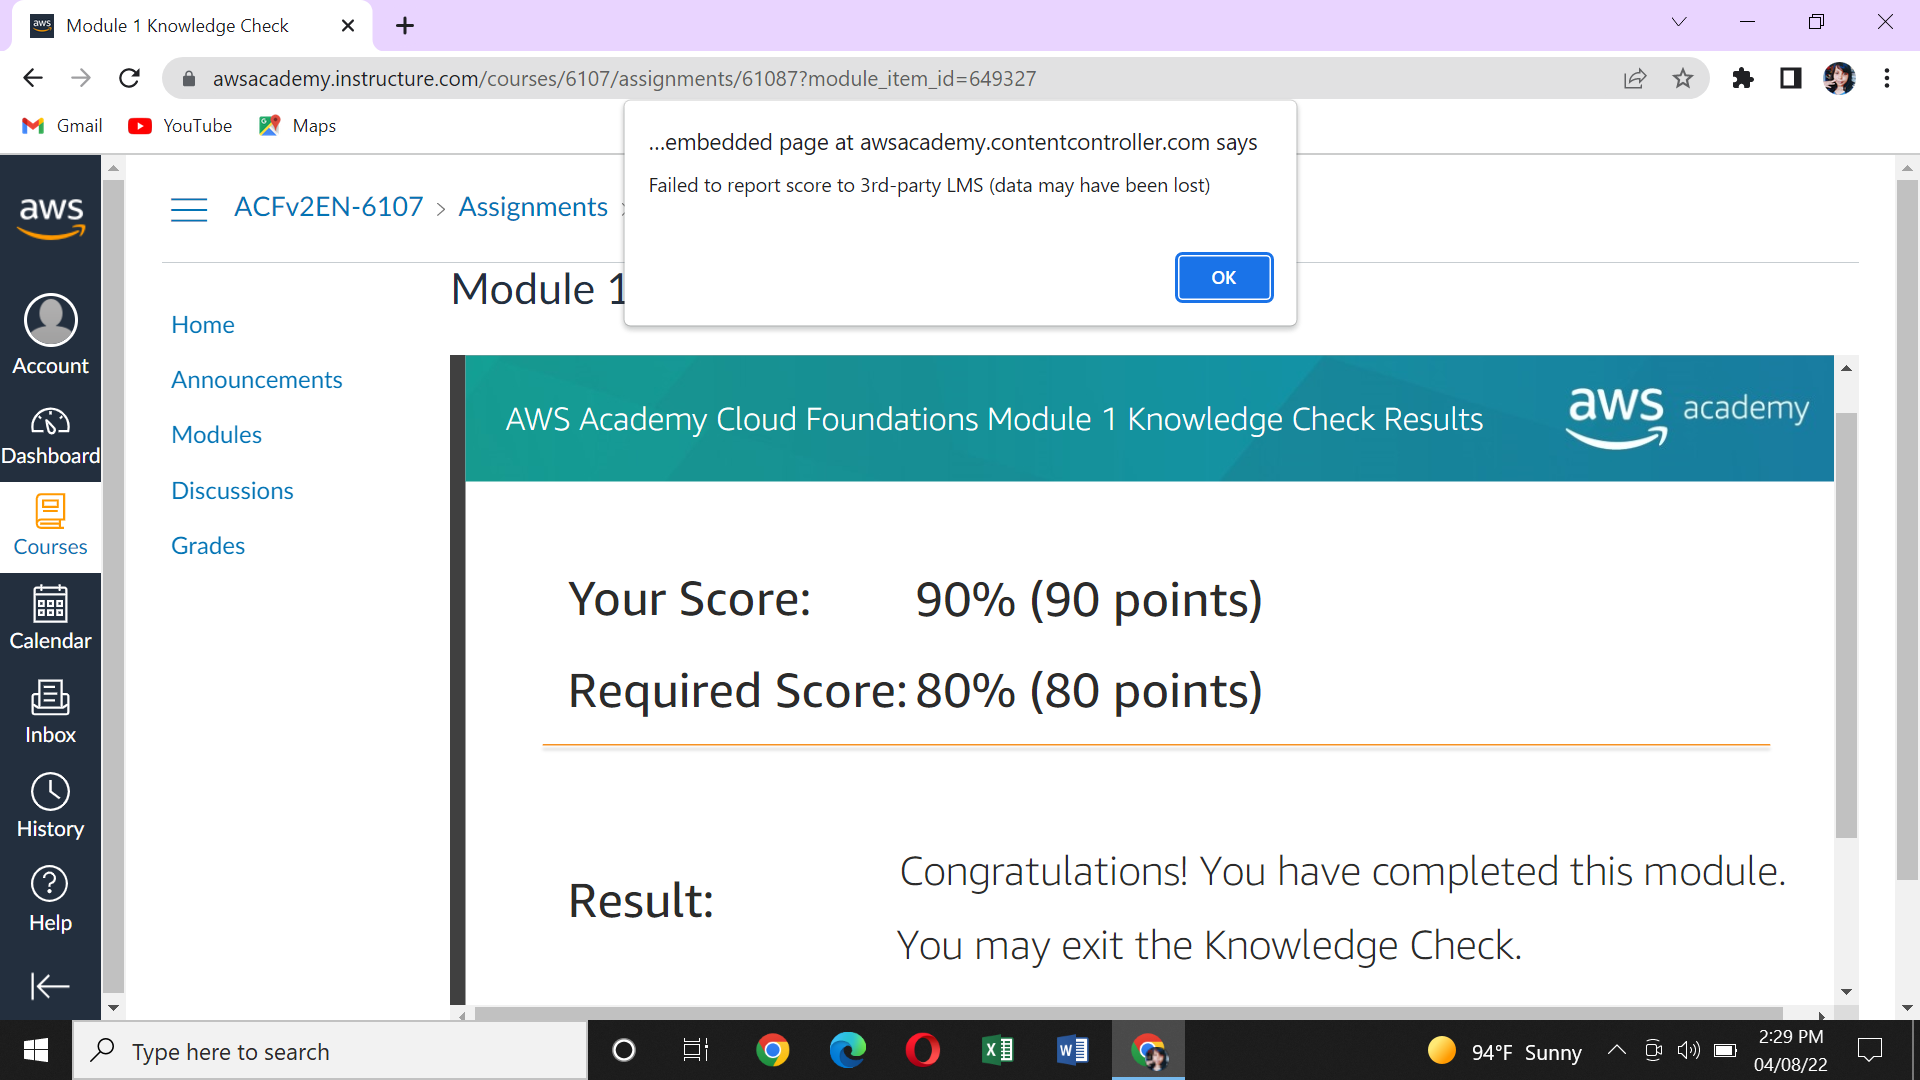 aws
Module 1 Knowledge Check
awsacademy.instructure.com/courses/6107/assignments/61087?module_item_id=649327
Gmail
YouTube
Maps
...embedded page at awsacademy.contentcontroller.com says
Failed to report score to 3rd-party LMS (data may have been lost)
OK
aws
Account
Dashboard
Courses
Calendar
Inbox
History
Help
ACFv2EN-6107 > Assignments
Home
Announcements
Modules
Discussions
Grades
Module 1
AWS Academy Cloud Foundations Module 1 Knowledge Check Results
aws academy
Your Score: 90% (90 points)
Required Score: 80% (80 points)
Result:
Congratulations! You have completed this module.
You may exit the Knowledge Check.
Type here to search
94°F Sunny
2:29 PM
04/08/22